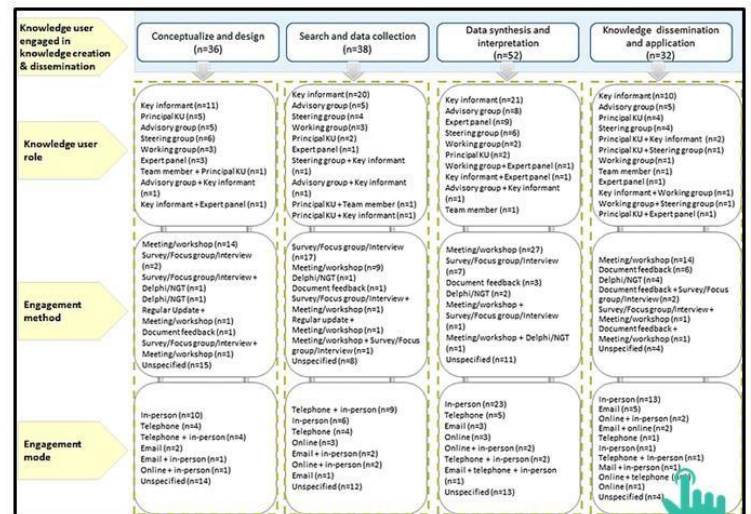 Knowledge user
engaged in
knowledge creation
& dissemination
Conceptualize and design
(n=36)
Search and data collection
(n=38)
Data synthesis and
interpretation
(n=52)
Knowledge dissemination
and application
(n=32)
Knowledge user
role
Key informant (n=11)
Principal KU (n=5)
Advisory group (n=5)
Steering group (n=6)
Working group (n=3)
Expert panel (n=3)
Team member + Principal KU (n=1)
Advisory group + Key informant
(n=1)
Key informant + Expert panel (n=1)
Key informant (n=20)
Advisory group (n=5)
Steering group (n=4
Working group (n=3)
Principal KU (n=2)
Expert panel (n=1)
Steering group + Key informant
(n=1)
Advisory group + Key informant
(n=1)
Principal KU + Team member (n=1)
Principal KU + Key informant (n=1)
Key informant (n=21)
Advisory group (n=8)
Expert panel (n=9)
Steering group (n=6)
Working group (n=2)
Principal KU (n=2)
Working group + Expert panel (n=1)
Key informant + Expert panel (n=1)
Advisory group + Key informant
(n=1)
Team member (n=1)
Key informant (n=10)
Advisory group (n=5)
Principal KU (n=4)
Steering group (n=4)
Principal KU + Key informant (n=2)
Principal KU + Steering group (n=1)
Working group (n=1)
Team member (n=1)
Expert panel (n=1)
Key informant + Working group (n=1)
Working group + Steering group (n=1)
Principal KU + Expert panel (n=1)
Engagement
method
Meeting/workshop (n=14)
Survey/Focus group/Interview
(n=2)
Survey/Focus group/Interview +
Delphi/NGT (n=1)
Delphi/NGT (n=1)
Regular Update +
Meeting/workshop (n=1)
Document feedback (n=1)
Survey/Focus group/Interview +
Meeting/workshop (n=1)
Unspecified (n=15)
Survey/Focus group/Interview
(n=17)
Meeting/workshop (n=9)
Delphi/NGT (n=1)
Document feedback (n=1)
Survey/Focus group/Interview +
Meeting/workshop (n=1)
Regular update +
Meeting/workshop (n=1)
Meeting/workshop + Survey/Focus
group/Interview (n=1)
Unspecified (n=8)
Meeting/workshop (n=27)
Survey/Focus group/Interview
(n=7)
Document feedback (n=3)
Delphi/NGT (n=2)
Meeting/workshop +
Survey/Focus group/Interview
(n=1)
Meeting/workshop + Delphi/NGT
(n=1)
Unspecified (n=11)
Meeting/workshop (n=14)
Document feedback (n=6)
Delphi/NGT (n=4)
Document feedback + Survey/Focus
group/Interview (n=2)
Survey/Focus group/Interview +
Meeting/workshop (n=1)
Document feedback +
Meeting/workshop (n=1)
Unspecified (n=4)
Engagement
mode
In-person (n=10)
Telephone (n=4)
Telephone + in-person (n=4)
Email (n=2)
Email + in-person (n=1)
Online + in-person (n=1)
Unspecified (n=14)
Telephone + in-person (n=9)
In-person (n=6)
Telephone (n=4)
Online (n=3)
Email + in-person (n=2)
Online + in-person (n=2)
Email (n=1)
Unspecified (n=12)
In-person (n=23)
Telephone (n=5)
Email (n=3)
Online (n=3)
Online + in-person (n=2)
Telephone + in-person (n=2)
Email + telephone + in-person
(n=1)
Unspecified (n=13)
In-person (n=13)
Email (n=5)
Online + in-person (n=2)
Email + online (n=2)
Telephone (n=1)
In-person (n=1)
Telephone + In-person (n=1)
Mail + in-person (n=1)
Online + telephone
Online (n=1)
Unspecified (n=4)